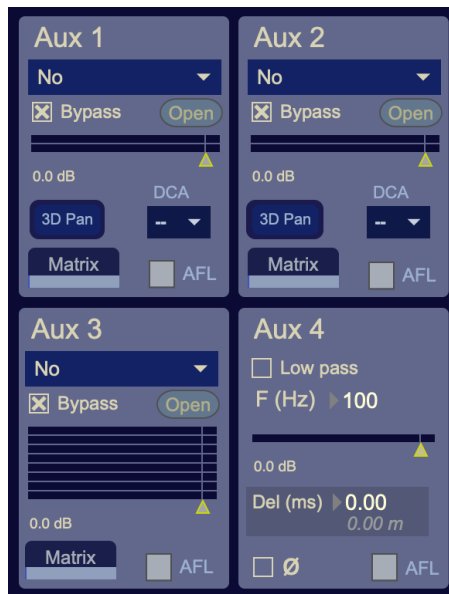 Aux 1
No
Bypass Open
0.0 dB
DCA
3D Pan --
Matrix AFL
Aux 2
No
Bypass Open
0.0 dB
DCA
3D Pan --
Matrix AFL
Aux 3
No
Bypass Open
0.0 dB
Matrix AFL
Aux 4
Low pass
F (Hz) 100
0.0 dB
Del (ms) 0.00
0.00 m
Ø AFL